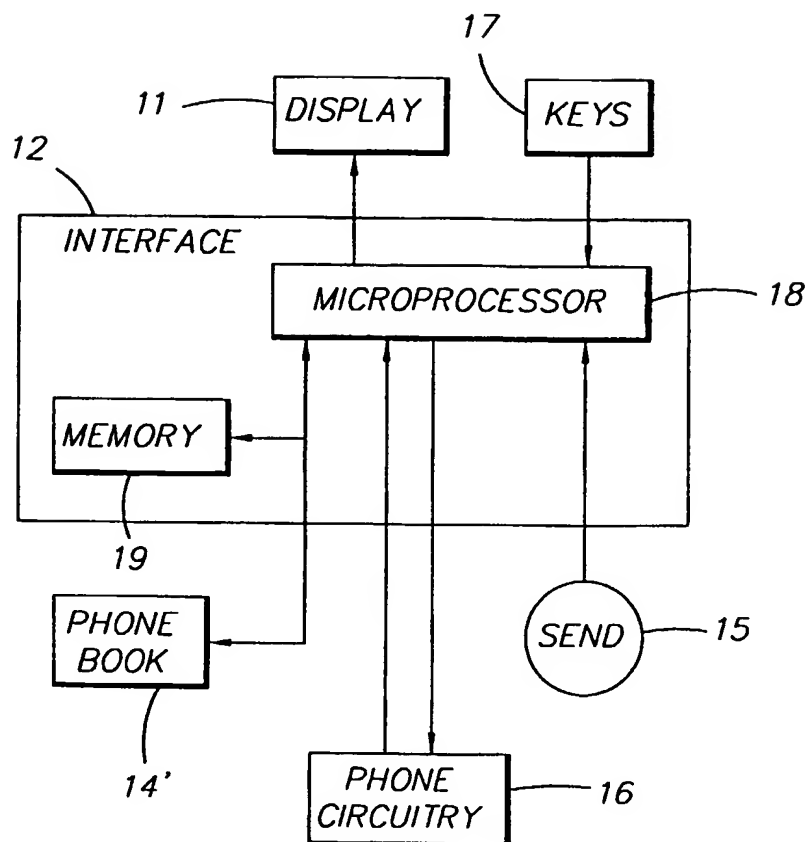 17
11
DISPLAY
KEYS
12
INTERFACE
MICROPROCESSOR
18
MEMORY
19
PHONE
BOOK
SEND
15
14'
PHONE
CIRCUITRY
16